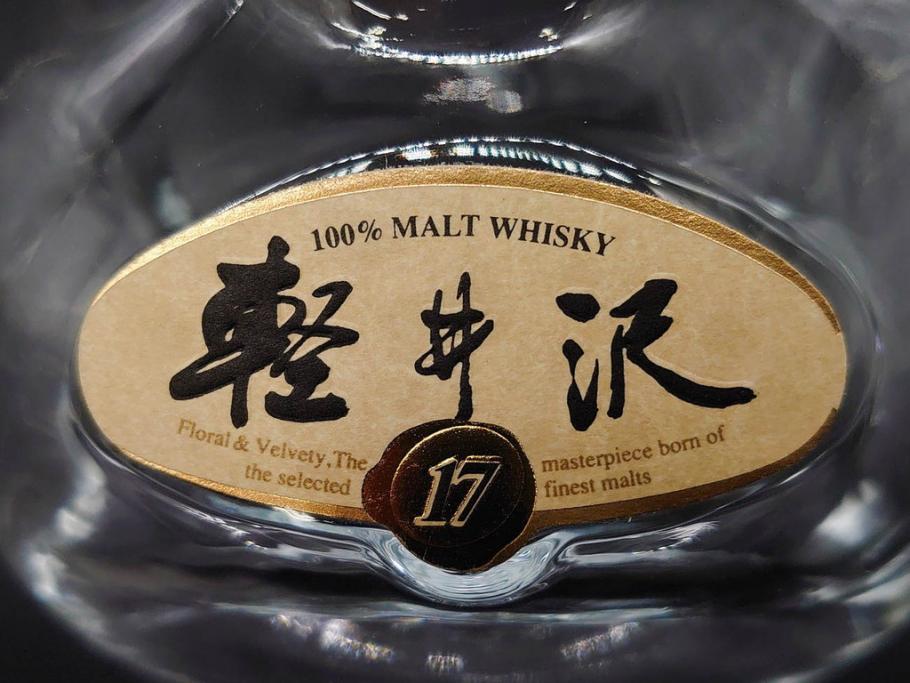 100% MALT WHISKY
軽井沢
Floral & Velvety,The masterpiece born of
the selected finest malts
17